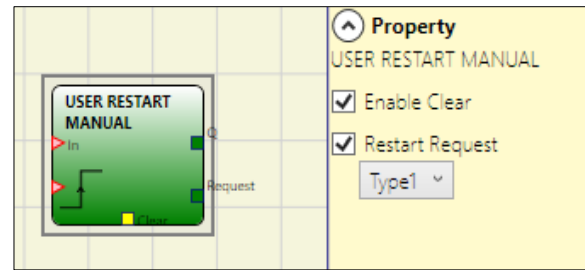 USER RESTART
MANUAL
In
Q
Request
Clear
Property
USER RESTART MANUAL
Enable Clear
Restart Request
Type1